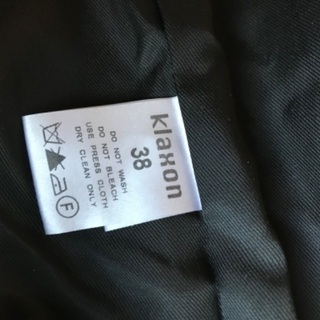 klaxon
38
DO NOT WASH
DO NOT BLEACH
USE PRESS CLOTH
DRY CLEAN ONLY
F